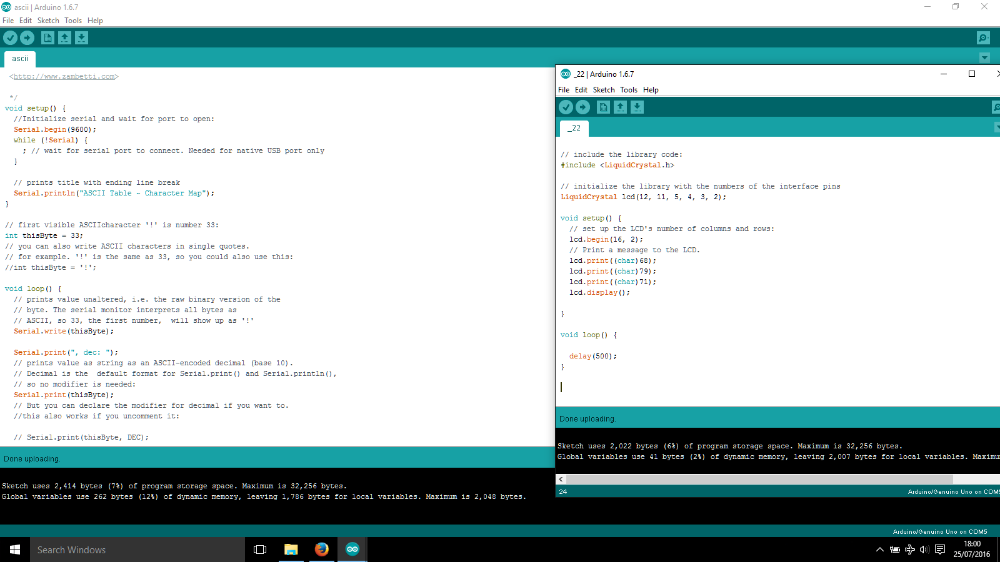 ascii | Arduino 1.6.7
File Edit Sketch Tools Help
ascii
<http://www.zambetti.com>
*/
void setup() {
//Initialize serial and wait for port to open:
Serial.begin(9600);
while (!Serial) {
; // wait for serial port to connect. Needed for native USB port only
}
// prints title with ending line break
Serial.println("ASCII Table ~ Character Map");
}
// first visible ASCIIcharacter '!' is number 33:
int thisByte = 33;
// you can also write ASCII characters in single quotes.
// for example. '!' is the same as 33, so you could also use this:
//int thisByte = '!';
void loop() {
// prints value unaltered, i.e. the raw binary version of the
// byte. The serial monitor interprets all bytes as
// ASCII, so 33, the first number,  will show up as '!'
Serial.write(thisByte);
Serial.print(", dec: ");
// prints value as string as an ASCII-encoded decimal (base 10).
// Decimal is the  default format for Serial.print() and Serial.println(),
// so no modifier is needed:
Serial.print(thisByte);
// But you can declare the modifier for decimal if you want to.
//this also works if you uncomment it:
// Serial.print(thisByte, DEC);
Done uploading.
Sketch uses 2,414 bytes (7%) of program storage space. Maximum is 32,256 bytes.
Global variables use 262 bytes (12%) of dynamic memory, leaving 1,786 bytes for local variables. Maximum is 2,048 bytes.
Arduino/Genuino Uno on COM5
_22 | Arduino 1.6.7
File Edit Sketch Tools Help
_22
// include the library code:
#include <LiquidCrystal.h>
// initialize the library with the numbers of the interface pins
LiquidCrystal lcd(12, 11, 5, 4, 3, 2);
void setup() {
// set up the LCD's number of columns and rows:
lcd.begin(16, 2);
// Print a message to the LCD.
lcd.print((char)68);
lcd.print((char)79);
lcd.print((char)71);
lcd.display();
}
void loop() {
delay(500);
}
Done uploading.
Sketch uses 2,022 bytes (6%) of program storage space. Maximum is 32,256 bytes.
Global variables use 41 bytes (2%) of dynamic memory, leaving 2,007 bytes for local variables. Maximu
24
Arduino/Genuino Uno on COM5
Search Windows
18:00
25/07/2016